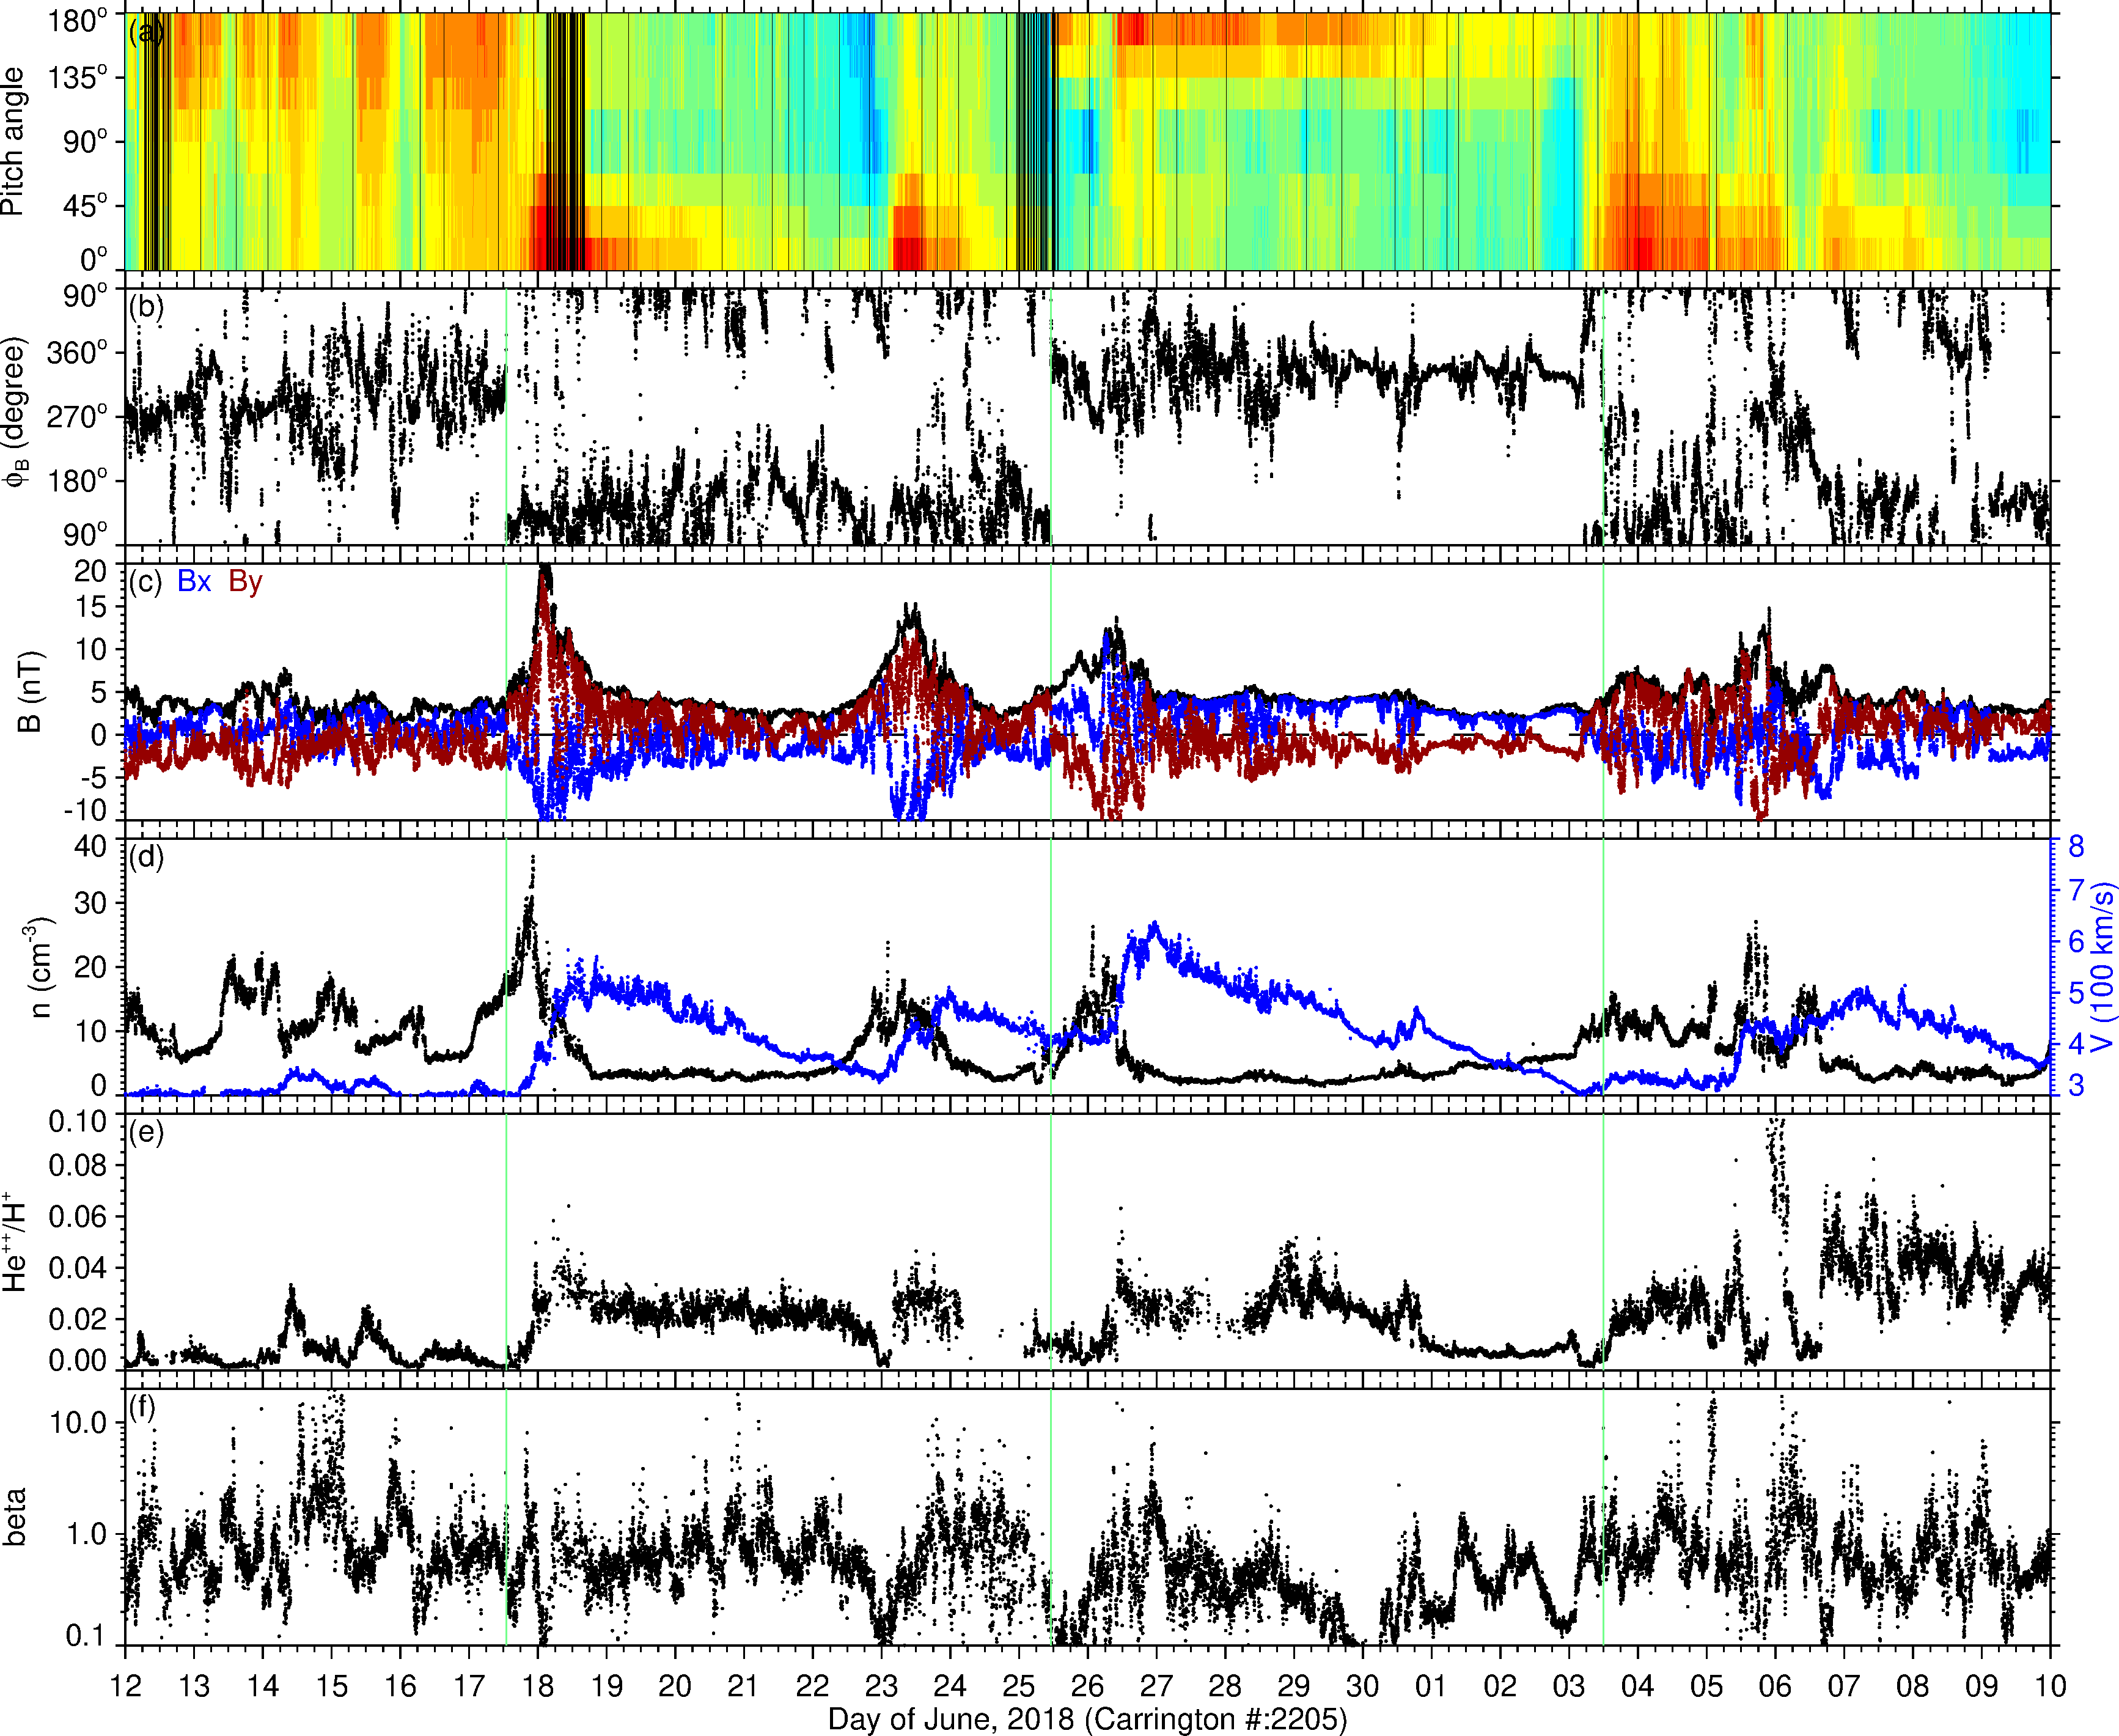 (a)
Pitch angle
180°
135°
90°
45°
0°
(b)
ϕB (degree)
90°
360°
270°
180°
90°
(c) Bx By
B (nT)
20
15
10
5
0
-5
-10
(d)
n (cm-3)
40
30
20
10
0
8
7
6
5
4
3
V (100 km/s)
(e)
He++/H+
0.10
0.08
0.06
0.04
0.02
0.00
(f)
beta
10.0
1.0
0.1
12 13 14 15 16 17 18 19 20 21 22 23 24 25 26 27 28 29 30 01 02 03 04 05 06 07 08 09 10
Day of June, 2018 (Carrington #:2205)